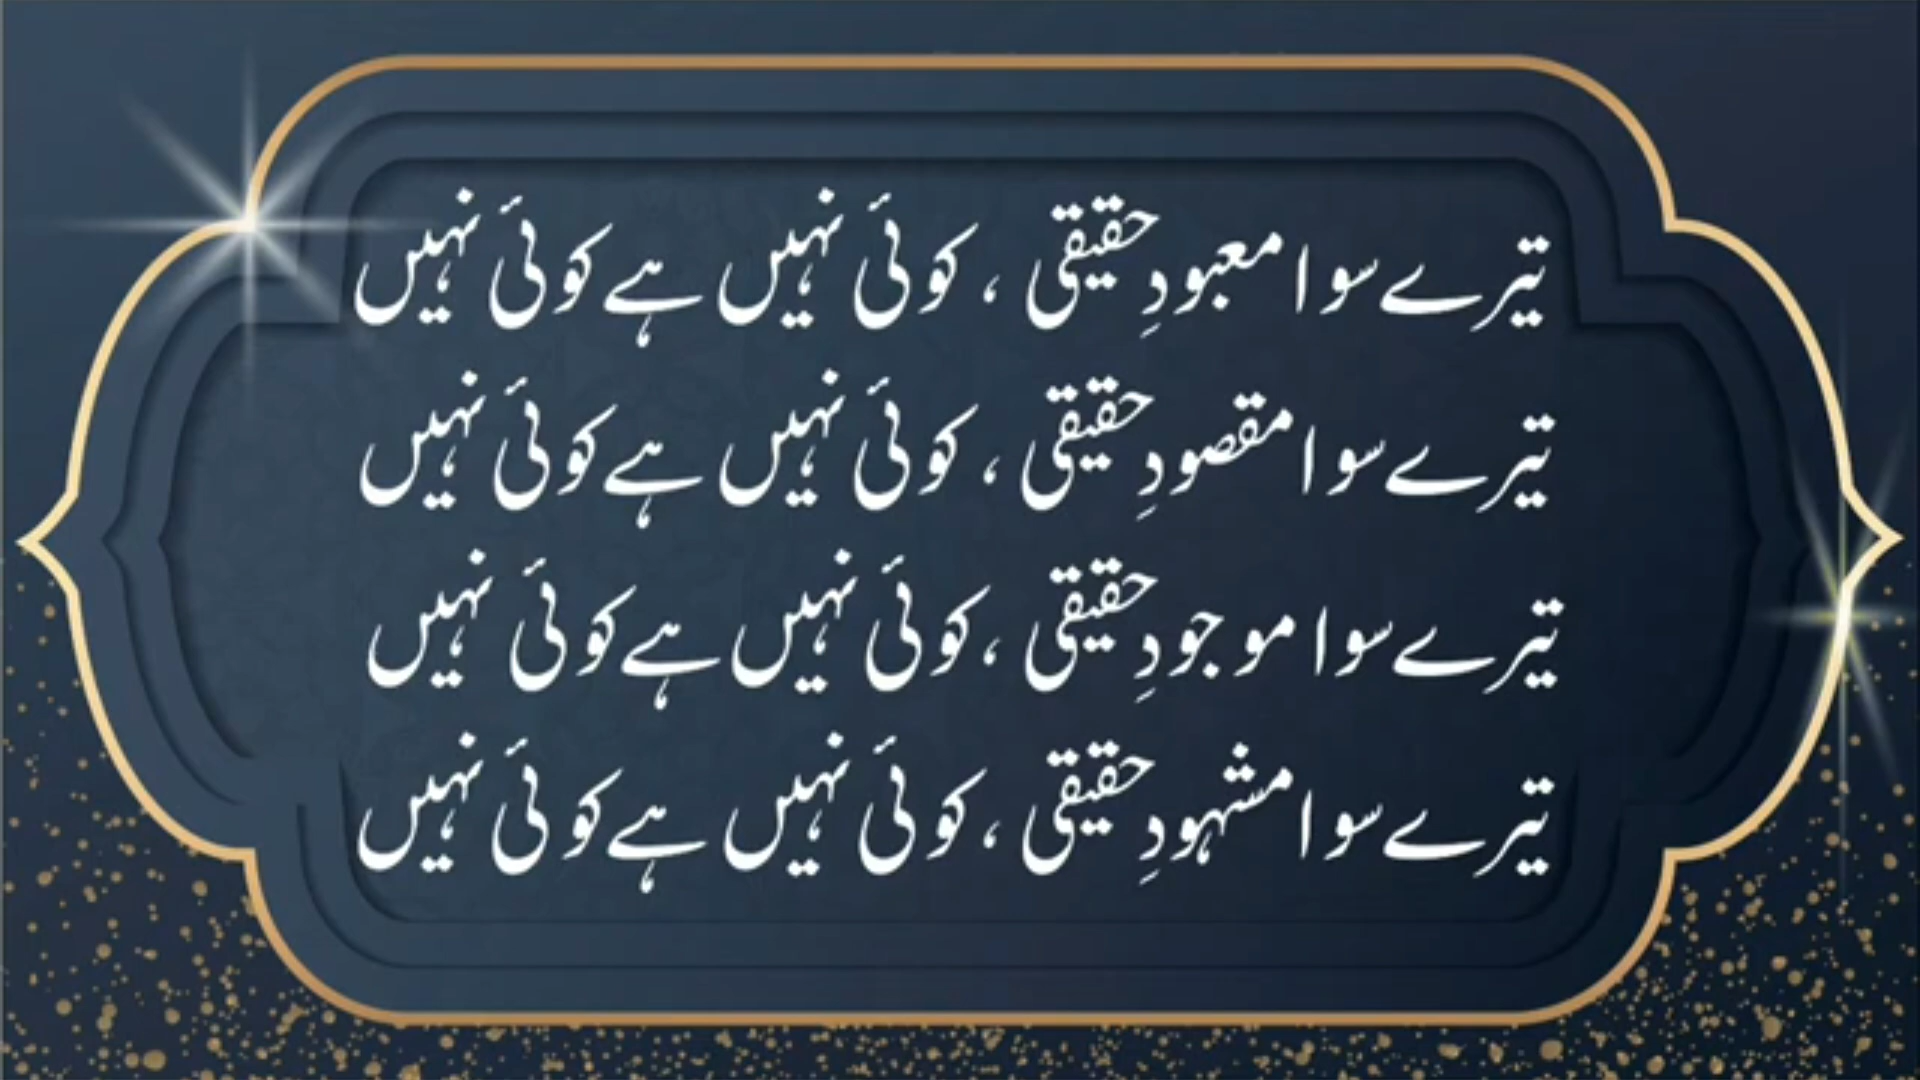 تیرے سوا معبودِ حقیقی ، کوئی نہیں ہے کوئی نہیں
تیرے سوا مقصودِ حقیقی ، کوئی نہیں ہے کوئی نہیں
تیرے سوا موجودِ حقیقی ، کوئی نہیں ہے کوئی نہیں
تیرے سوا مشہودِ حقیقی ، کوئی نہیں ہے کوئی نہیں